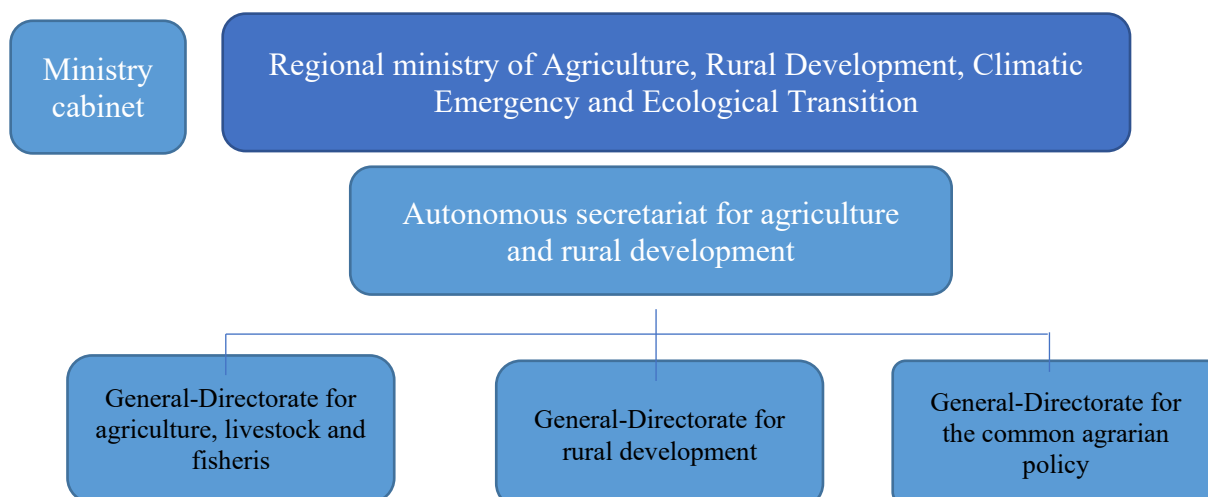 Ministry
cabinet
Regional ministry of Agriculture, Rural Development, Climatic
Emergency and Ecological Transition
Autonomous secretariat for agriculture
and rural development
General-Directorate for
agriculture, livestock and
fisheris
General-Directorate for
rural development
General-Directorate for
the common agrarian
policy